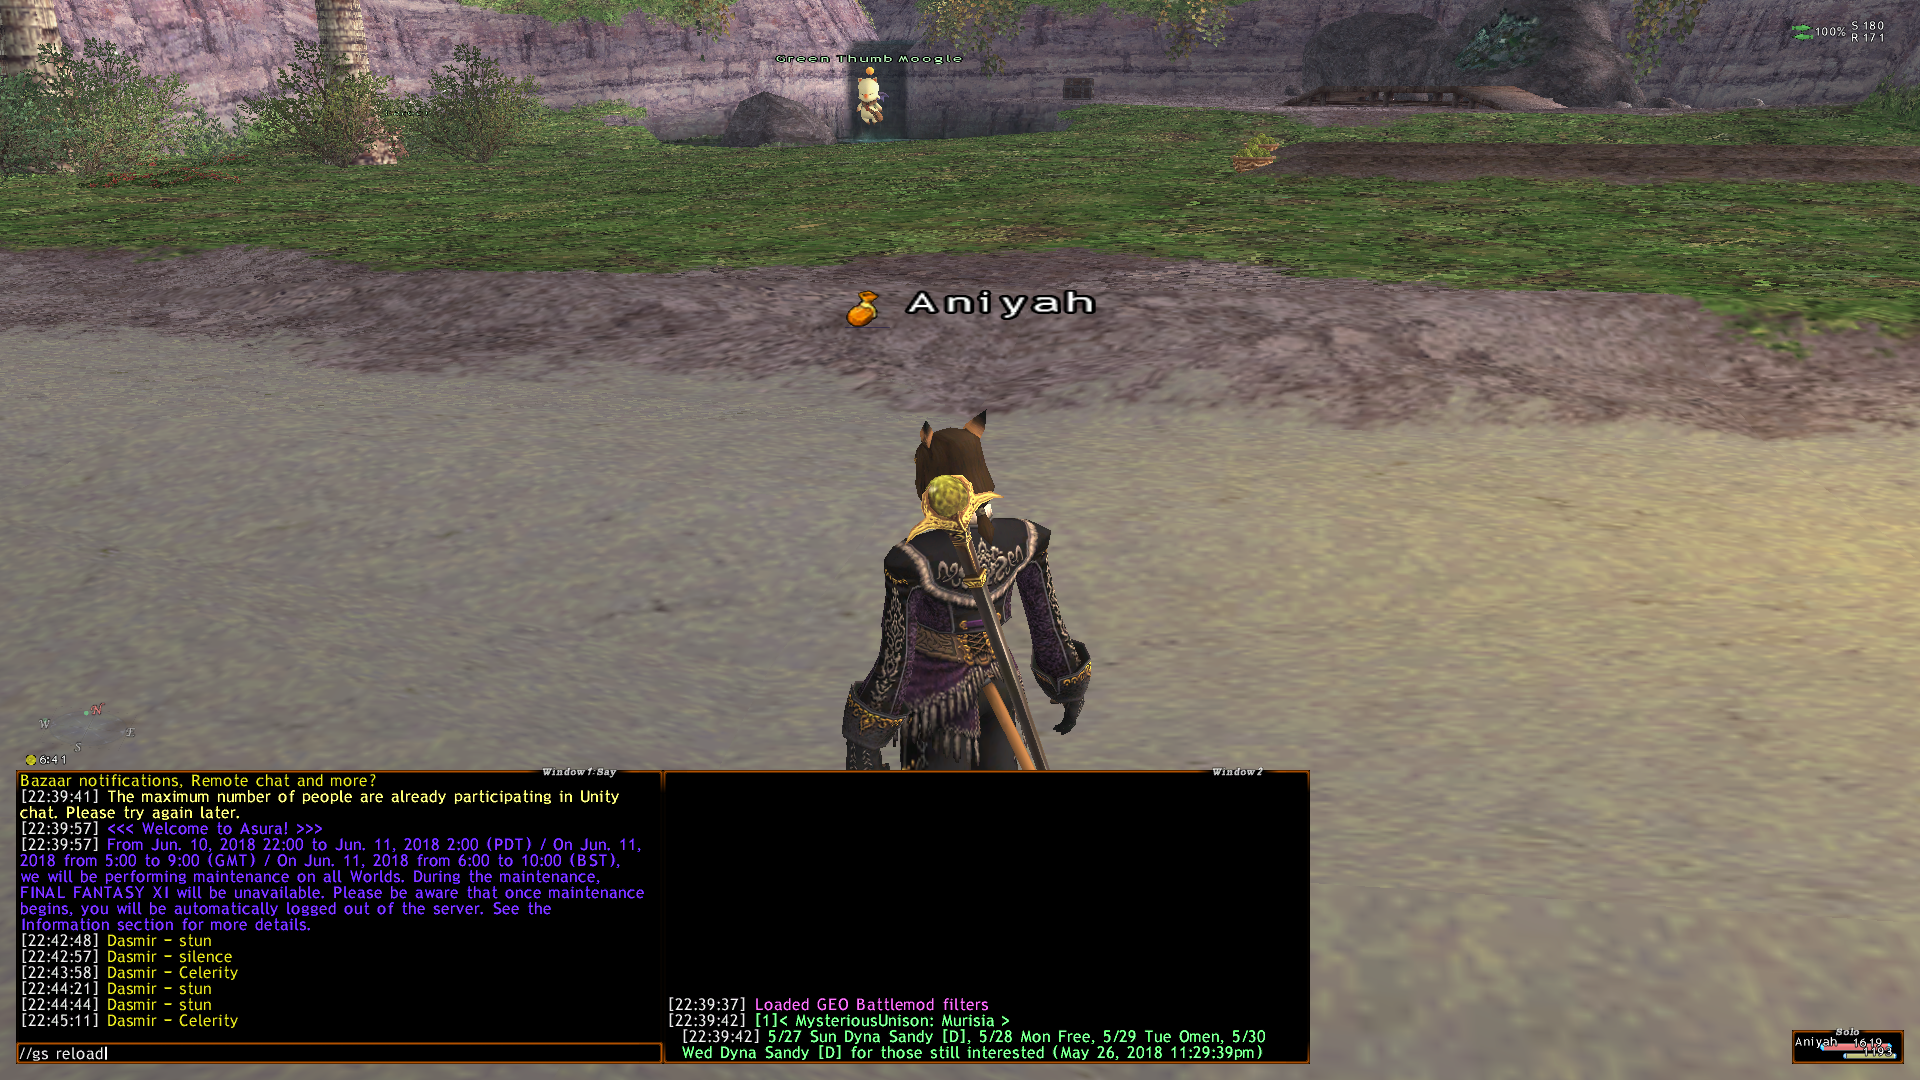 Green Thumb Moogle
100%
S 180
R 171
Aniyah
N
W
E
S
6:41
Window 1:Say
Bazaar notifications, Remote chat and more?
[22:39:41] The maximum number of people are already participating in Unity
chat. Please try again later.
[22:39:57] <<< Welcome to Asura! >>>
[22:39:57] From Jun. 10, 2018 22:00 to Jun. 11, 2018 2:00 (PDT) / On Jun. 11,
2018 from 5:00 to 9:00 (GMT) / On Jun. 11, 2018 from 6:00 to 10:00 (BST),
we will be performing maintenance on all Worlds. During the maintenance,
FINAL FANTASY XI will be unavailable. Please be aware that once maintenance
begins, you will be automatically logged out of the server. See the
Information section for more details.
[22:42:48] Dasmir - stun
[22:42:57] Dasmir - silence
[22:43:58] Dasmir - Celerity
[22:44:21] Dasmir - stun
[22:44:44] Dasmir - stun
[22:45:11] Dasmir - Celerity
//gs reload
Window 2
[22:39:37] Loaded GEO Battlemod filters
[22:39:42] [1]< MysteriousUnison: Murisia >
[22:39:42] 5/27 Sun Dyna Sandy [D], 5/28 Mon Free, 5/29 Tue Omen, 5/30
Wed Dyna Sandy [D] for those still interested (May 26, 2018 11:29:39pm)
Solo
Aniyah 1619
1193